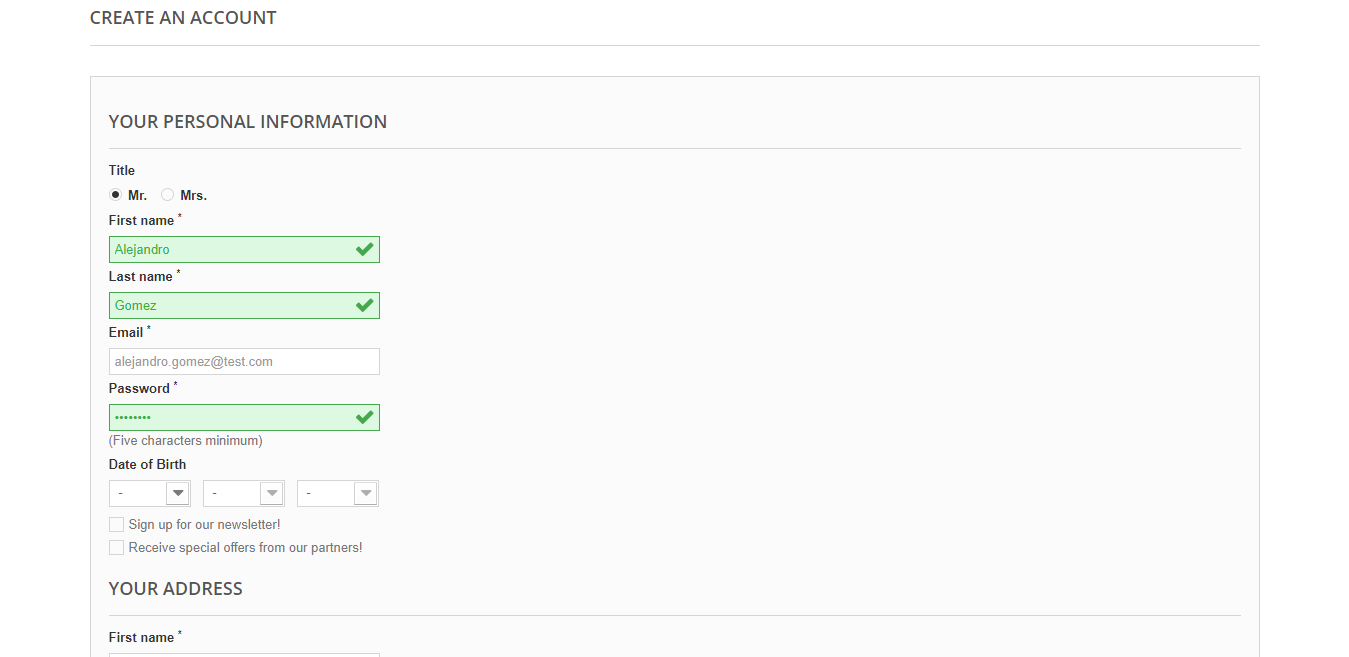 CREATE AN ACCOUNT
YOUR PERSONAL INFORMATION
Title
Mr. Mrs.
First name *
Alejandro
Last name *
Gomez
Email *
alejandro.gomez@test.com
Password *
••••••••
(Five characters minimum)
Date of Birth
- - -
Sign up for our newsletter!
Receive special offers from our partners!
YOUR ADDRESS
First name *